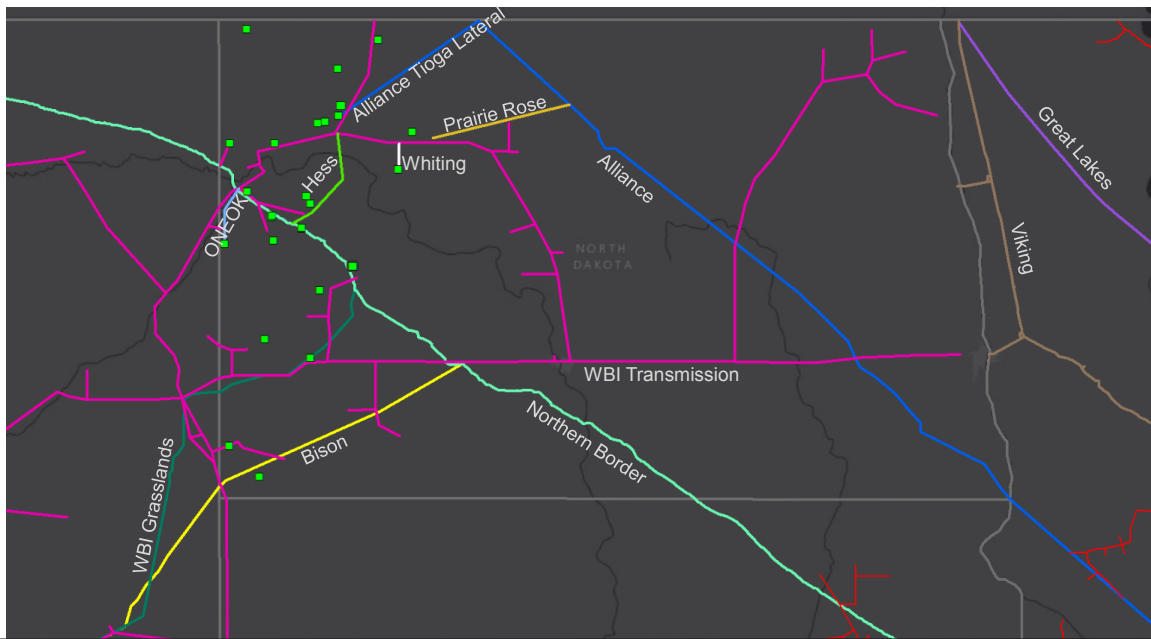 Alliance Tioga Lateral
Prairie Rose
Great Lakes
Whiting
Hess
Alliance
ONEOK
Viking
NORTH
DAKOTA
WBI Transmission
Northern Border
Bison
WBI Grasslands